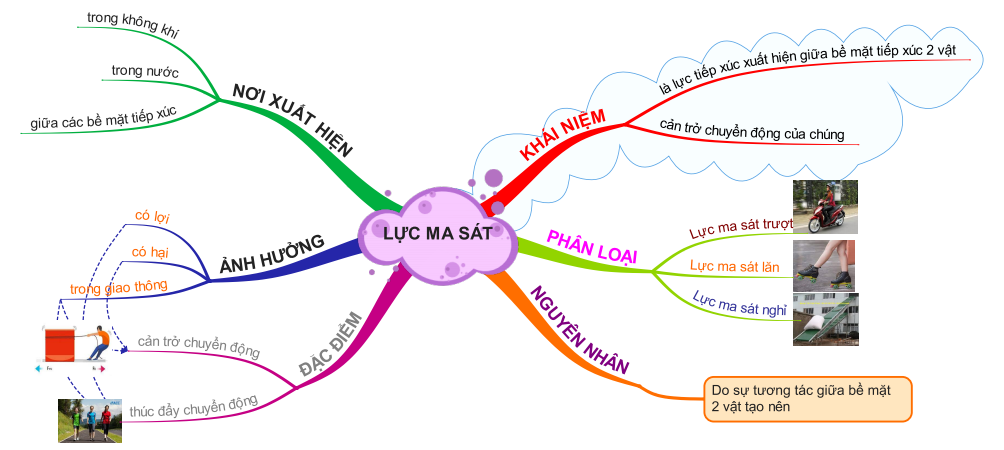 LỰC MA SÁT
KHÁI NIỆM
là lực tiếp xúc xuất hiện giữa bề mặt tiếp xúc 2 vật
cản trở chuyển động của chúng
PHÂN LOẠI
Lực ma sát trượt
Lực ma sát lăn
Lực ma sát nghỉ
NGUYÊN NHÂN
Do sự tương tác giữa bề mặt
2 vật tạo nên
NƠI XUẤT HIỆN
trong không khí
trong nước
giữa các bề mặt tiếp xúc
ẢNH HƯỞNG
có lợi
có hại
trong giao thông
ĐẶC ĐIỂM
cản trở chuyển động
thúc đẩy chuyển động